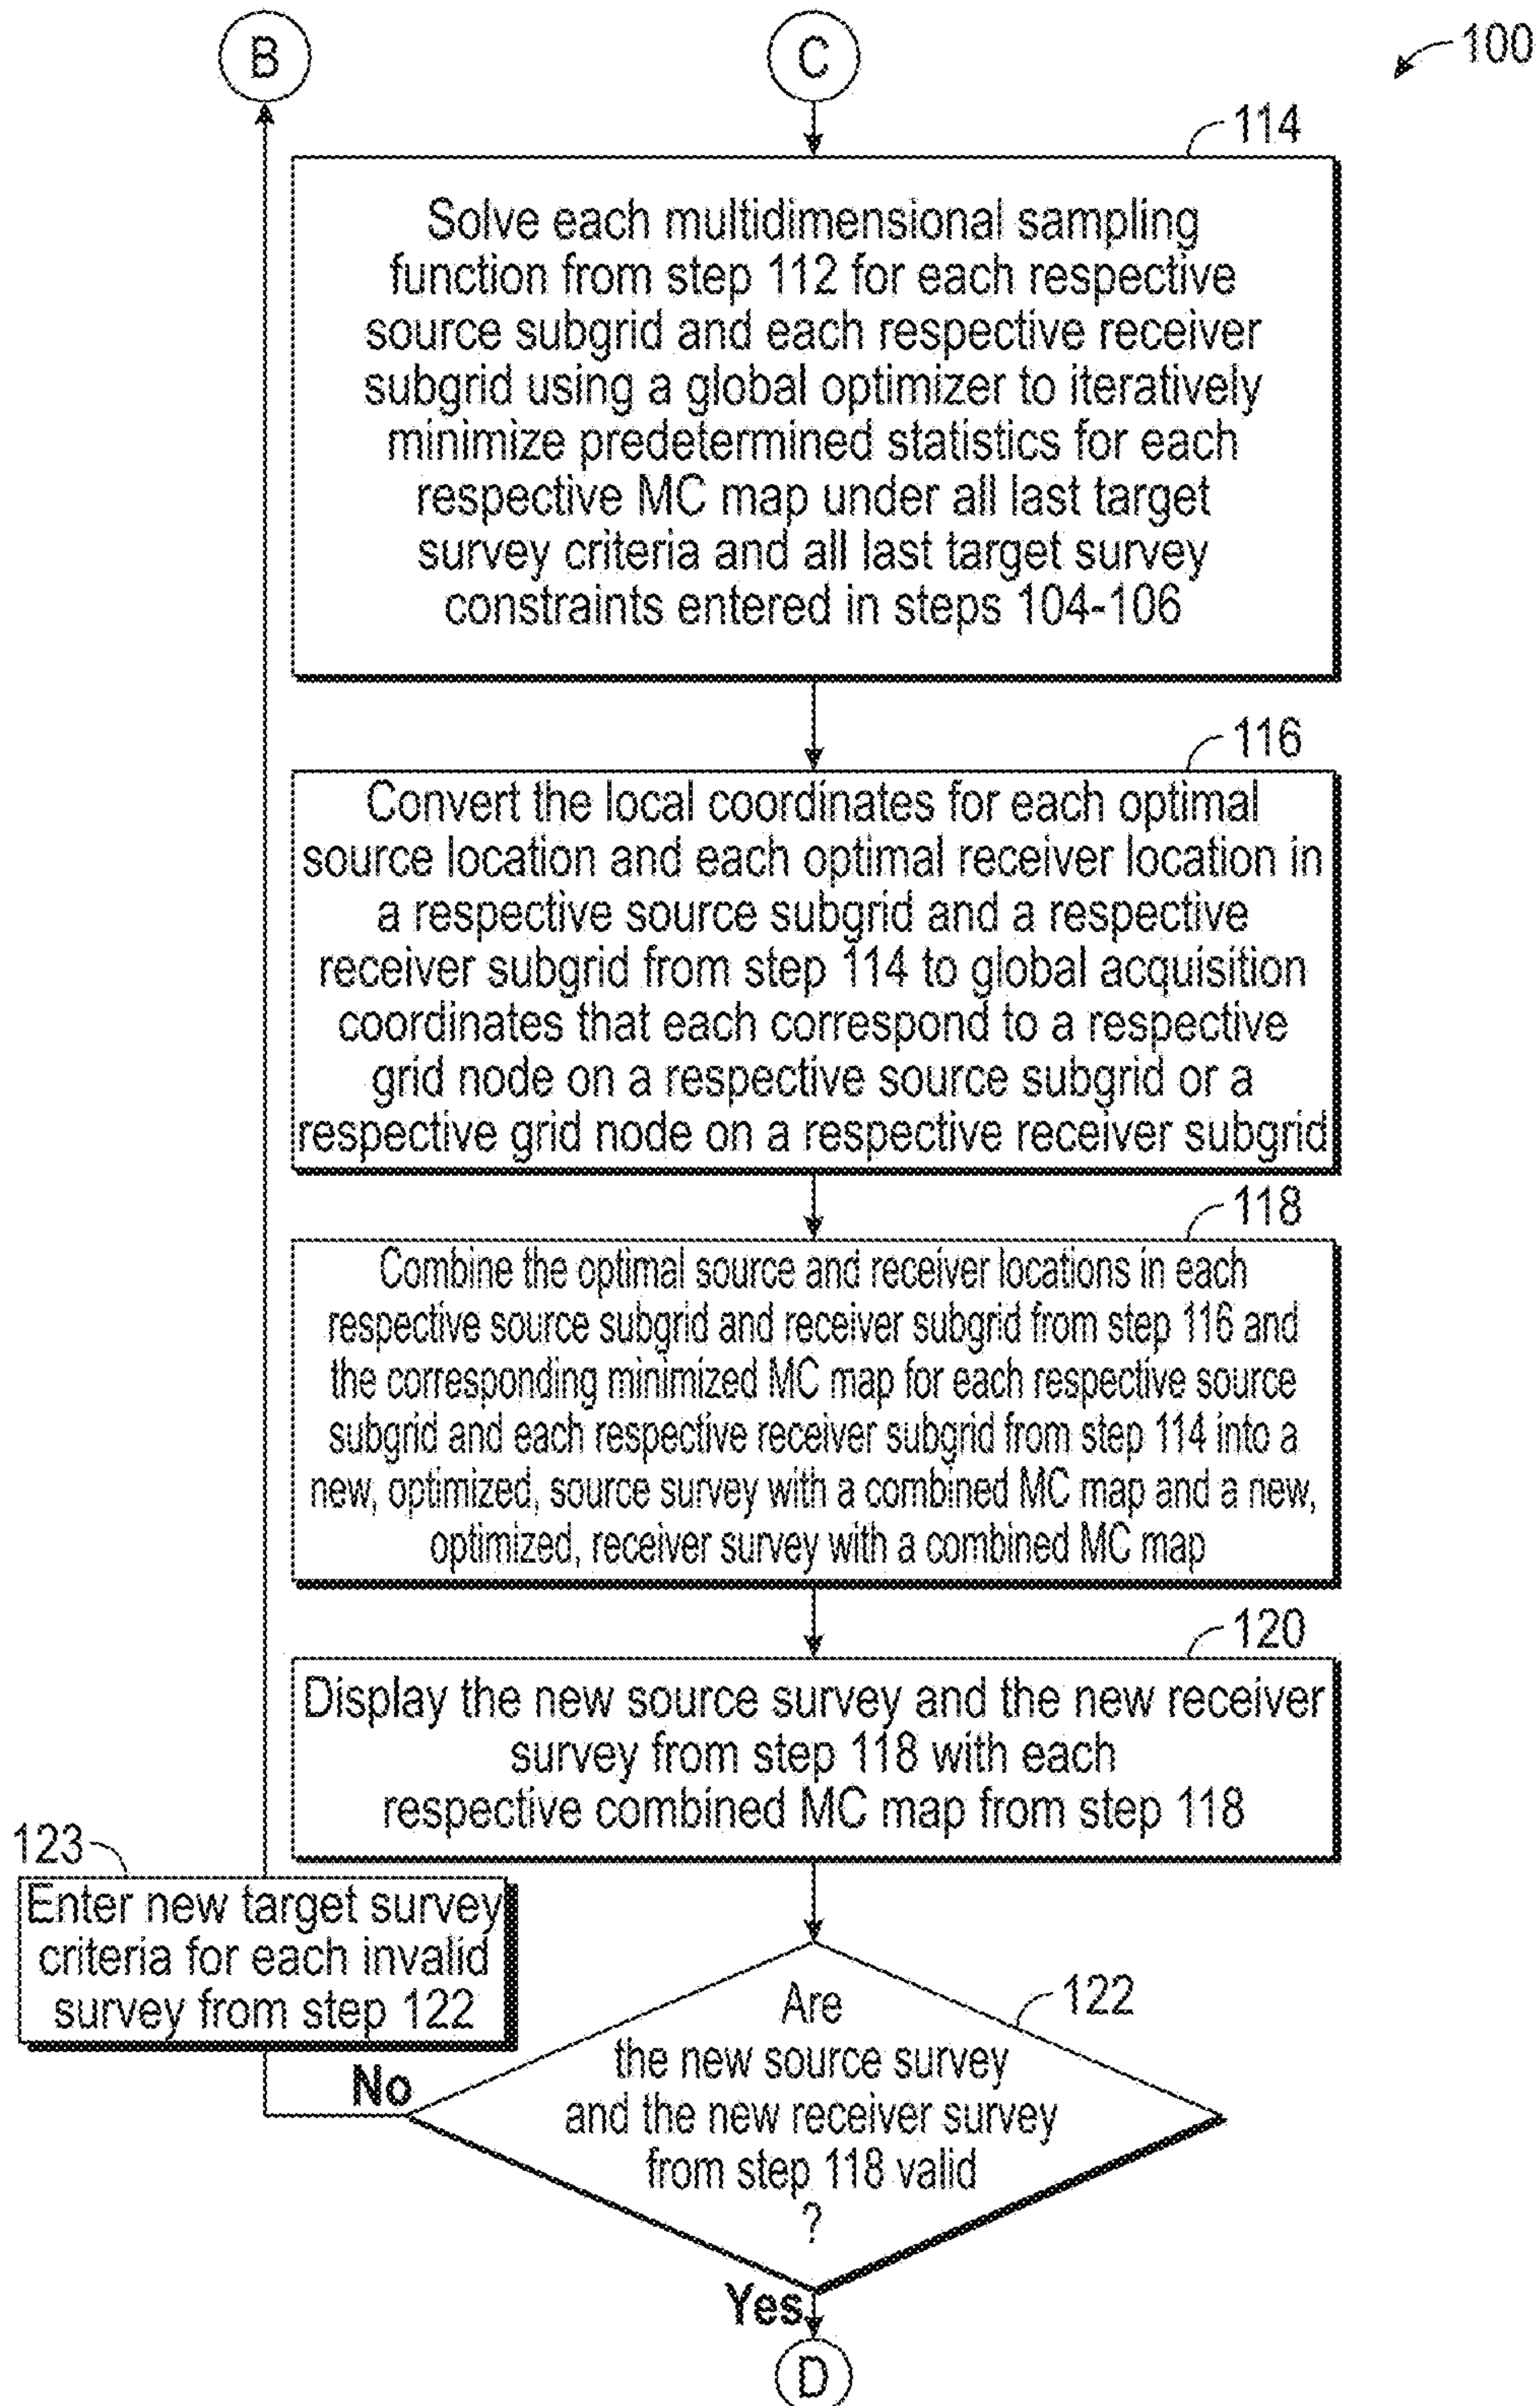 B
C
100
114
Solve each multidimensional sampling
function from step 112 for each respective
source subgrid and each respective receiver
subgrid using a global optimizer to iteratively
minimize predetermined statistics for each
respective MC map under all last target
survey criteria and all last target survey
constraints entered in steps 104-106
116
Convert the local coordinates for each optimal
source location and each optimal receiver location in
a respective source subgrid and a respective
receiver subgrid from step 114 to global acquisition
coordinates that each correspond to a respective
grid node on a respective source subgrid or a
respective grid node on a respective receiver subgrid
118
Combine the optimal source and receiver locations in each
respective source subgrid and receiver subgrid from step 116 and
the corresponding minimized MC map for each respective source
subgrid and each respective receiver subgrid from step 114 into a
new, optimized, source survey with a combined MC map and a new,
optimized, receiver survey with a combined MC map
120
Display the new source survey and the new receiver
survey from step 118 with each
respective combined MC map from step 118
123
Enter new target survey
criteria for each invalid
survey from step 122
122
Are
the new source survey
and the new receiver survey
from step 118 valid
?
No
Yes
D